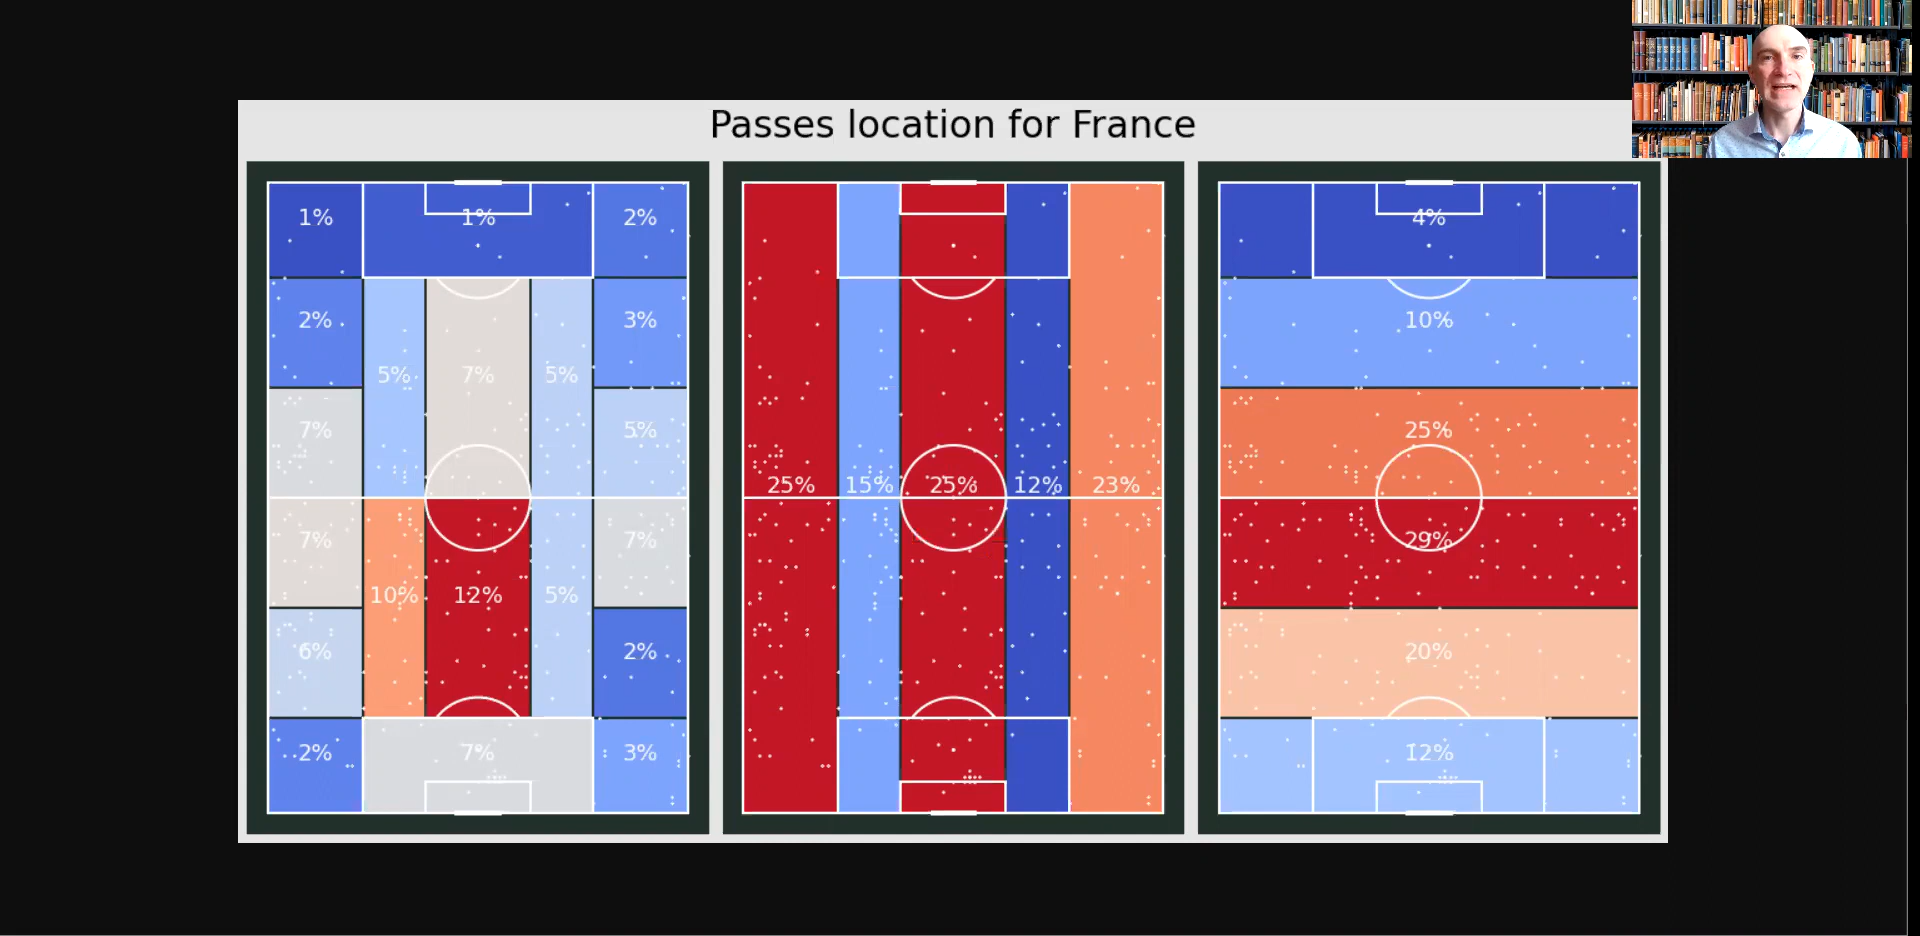 Passes location for France
1% 1% 2%
2% 3%
5% 7% 5%
7% 5%
7% 7%
10% 12% 5%
6% 2%
2% 7% 3%
25% 15% 25% 12% 23%
4%
10%
25%
29%
20%
12%